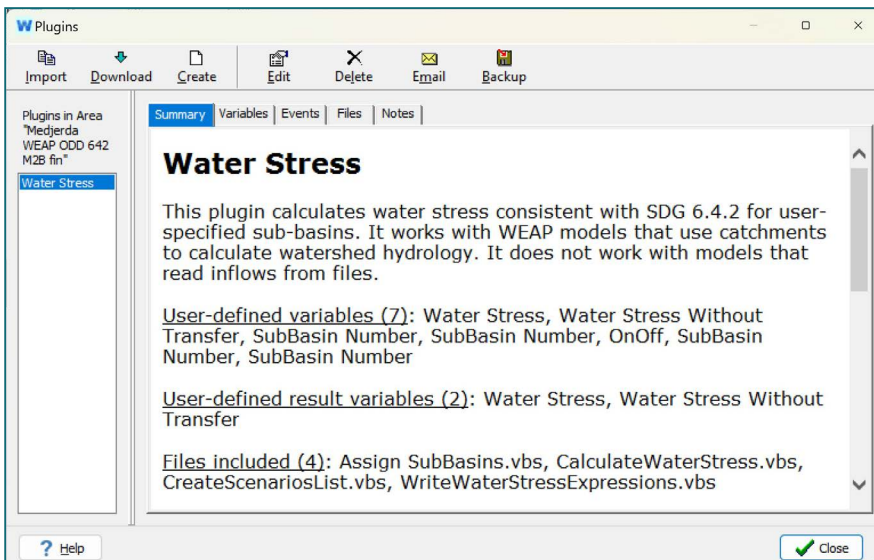 W Plugins
Import Download Create Edit Delete Email Backup
Plugins in Area
"Medjerda
WEAP ODD 642
M2B fin"
Water Stress
Summary Variables Events Files Notes
Water Stress
This plugin calculates water stress consistent with SDG 6.4.2 for user-
specified sub-basins. It works with WEAP models that use catchments
to calculate watershed hydrology. It does not work with models that
read inflows from files.
User-defined variables (7): Water Stress, Water Stress Without
Transfer, SubBasin Number, SubBasin Number, OnOff, SubBasin
Number, SubBasin Number
User-defined result variables (2): Water Stress, Water Stress Without
Transfer
Files included (4): Assign SubBasins.vbs, CalculateWaterStress.vbs,
CreateScenariosList.vbs, WriteWaterStressExpressions.vbs
? Help
Close